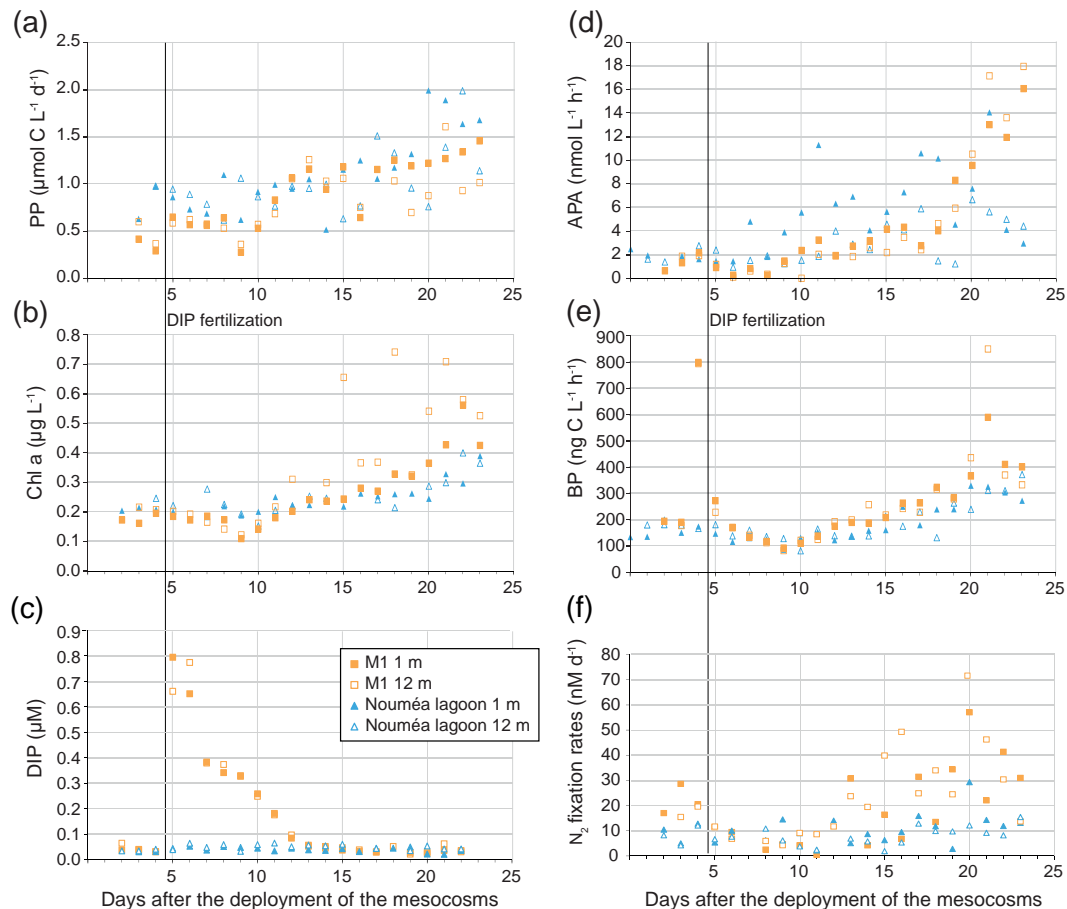 (a)
PP (µmol C L⁻¹ d⁻¹)
2.5
2.0
1.5
1.0
0.5
0.0
5 10 15 20 25
DIP fertilization
(b)
Chl a (µg L⁻¹)
0.8
0.7
0.6
0.5
0.4
0.3
0.2
0.1
0.0
5 10 15 20 25
(c)
DIP (µM)
0.9
0.8
0.7
0.6
0.5
0.4
0.3
0.2
0.1
0.0
M1 1 m
M1 12 m
Nouméa lagoon 1 m
Nouméa lagoon 12 m
5 10 15 20 25
Days after the deployment of the mesocosms
(d)
APA (nmol L⁻¹ h⁻¹)
20
18
16
14
12
10
8
6
4
2
0
5 10 15 20 25
DIP fertilization
(e)
BP (ng C L⁻¹ h⁻¹)
900
800
700
600
500
400
300
200
100
0
5 10 15 20 25
(f)
N₂ fixation rates (nM d⁻¹)
80
70
60
50
40
30
20
10
0
5 10 15 20 25
Days after the deployment of the mesocosms